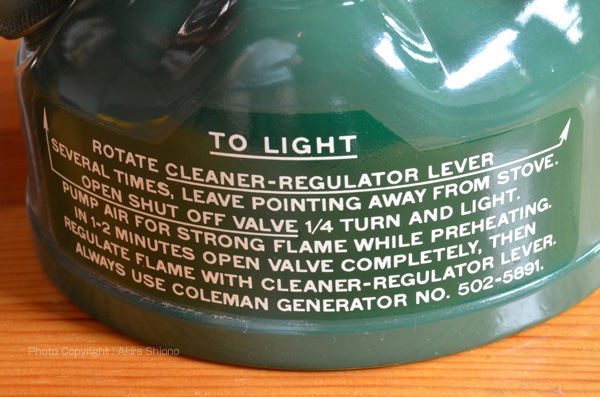 TO LIGHT
ROTATE CLEANER-REGULATOR LEVER
SEVERAL TIMES, LEAVE POINTING AWAY FROM STOVE.
OPEN SHUT OFF VALVE 1/4 TURN AND LIGHT.
PUMP AIR FOR STRONG FLAME WHILE PREHEATING.
IN 1-2 MINUTES OPEN VALVE COMPLETELY, THEN
REGULATE FLAME WITH CLEANER-REGULATOR LEVER.
ALWAYS USE COLEMAN GENERATOR NO. 502-5891.
Photo Copyright : Akira Shiono